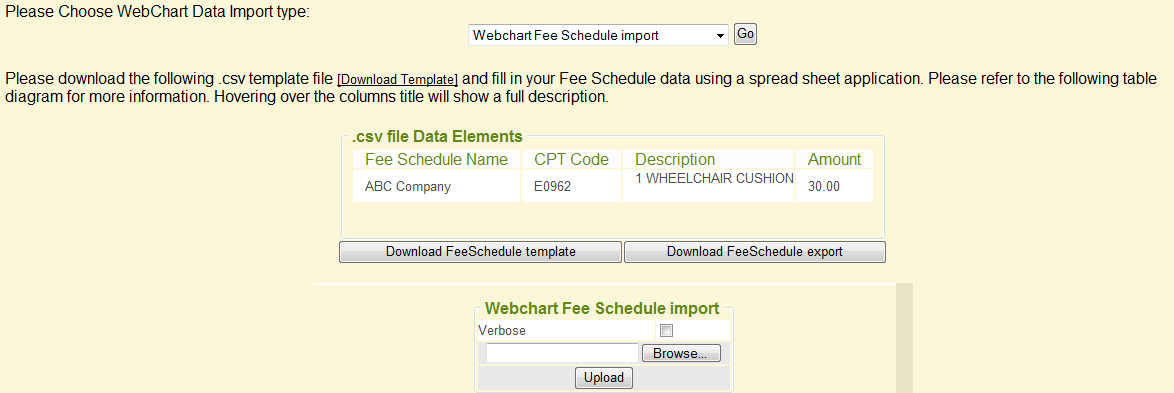 Please Choose WebChart Data Import type:
Webchart Fee Schedule import Go
Please download the following .csv template file [Download Template] and fill in your Fee Schedule data using a spread sheet application. Please refer to the following table
diagram for more information. Hovering over the columns title will show a full description.
.csv file Data Elements
Fee Schedule Name CPT Code Description Amount
ABC Company E0962 1 WHEELCHAIR CUSHION 30.00
Download FeeSchedule template Download FeeSchedule export
Webchart Fee Schedule import
Verbose
Browse...
Upload